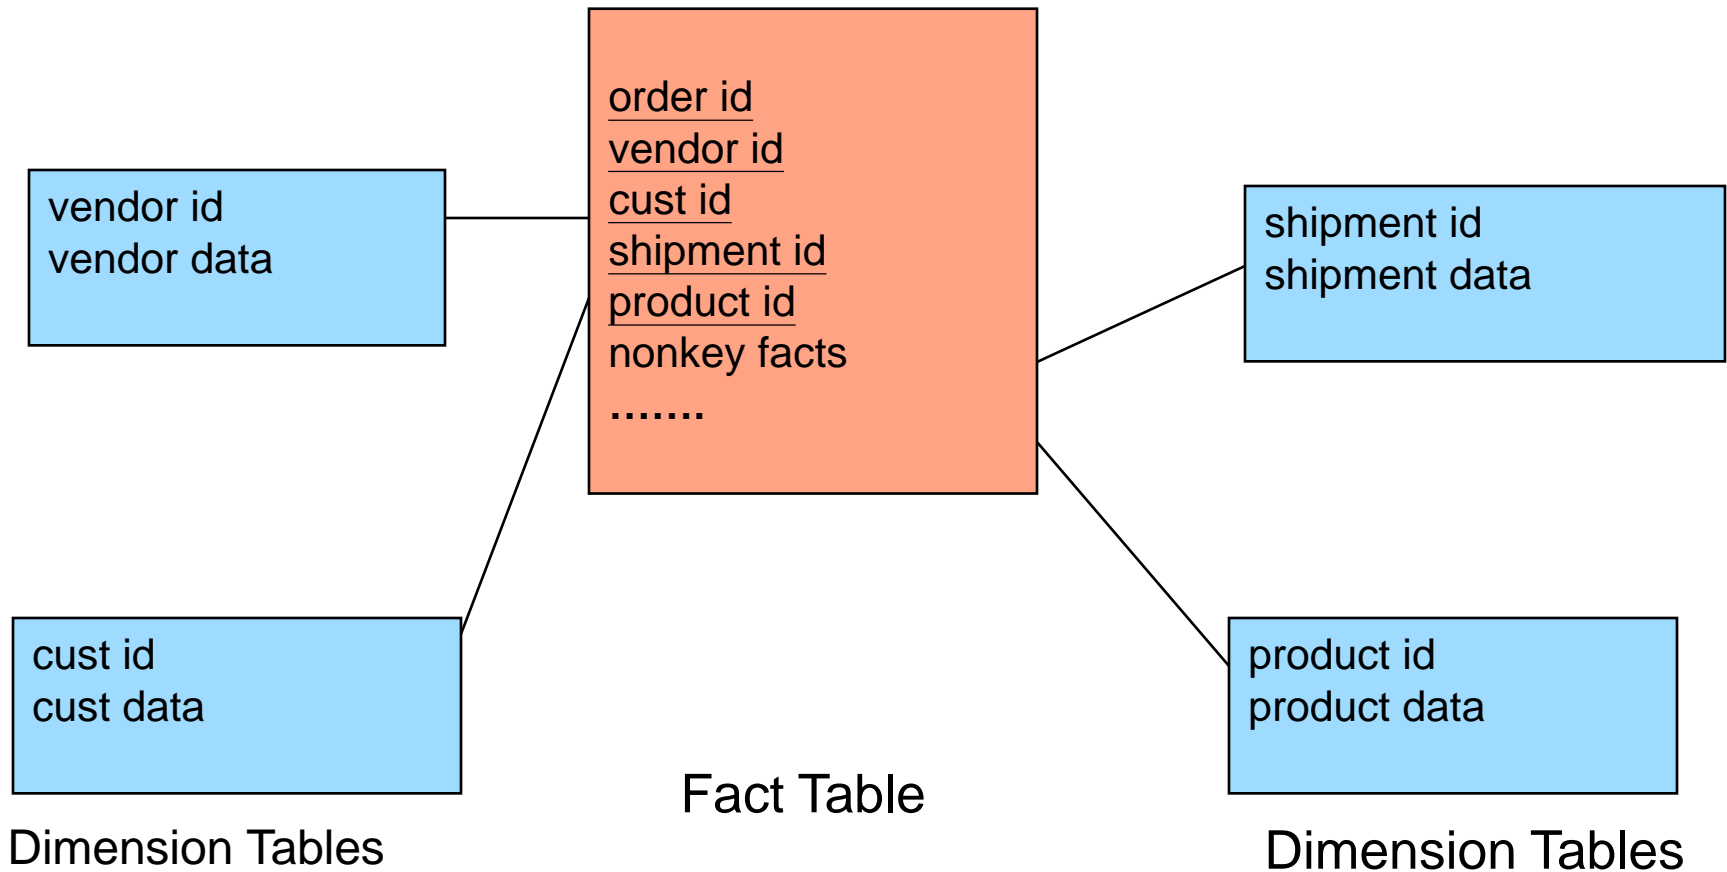 order id
vendor id
cust id
shipment id
product id
nonkey facts
.......
vendor id
vendor data
shipment id
shipment data
cust id
cust data
product id
product data
Fact Table
Dimension Tables
Dimension Tables